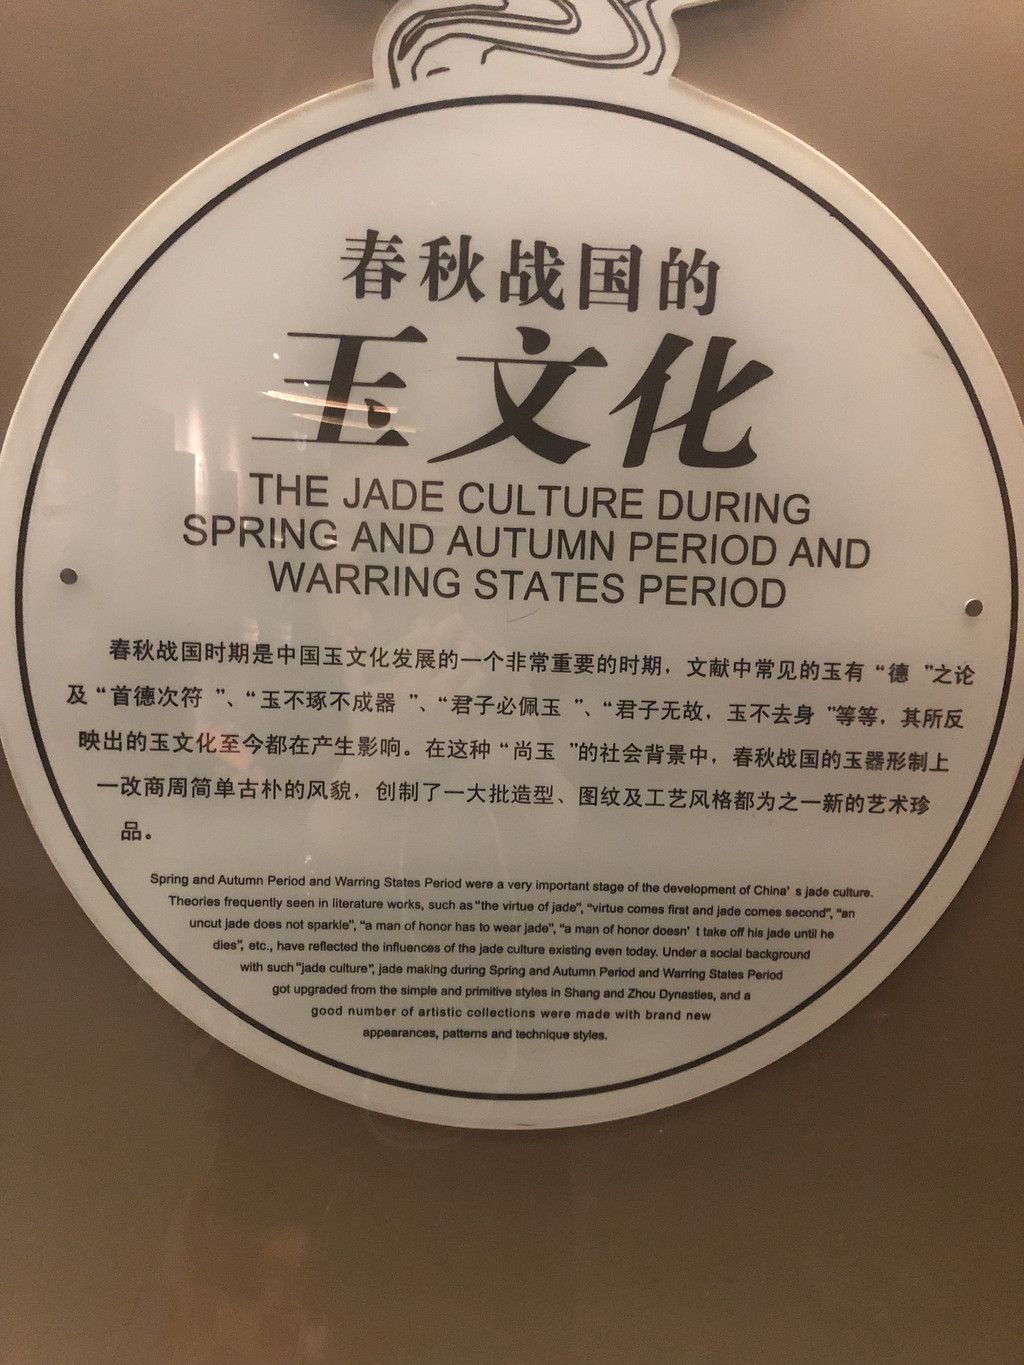 春秋战国的
玉文化
THE JADE CULTURE DURING
SPRING AND AUTUMN PERIOD AND
WARRING STATES PERIOD
春秋战国时期是中国玉文化发展的一个非常重要的时期，文献中常见的玉有“德 ”之论
及“首德次符 ”、“玉不琢不成器 ”、“君子必佩玉 ”、“君子无故，玉不去身 ”等等，其所反
映出的玉文化至今都在产生影响。在这种“尚玉 ”的社会背景中，春秋战国的玉器形制上
一改商周简单古朴的风貌，创制了一大批造型、图纹及工艺风格都为之一新的艺术珍
品。
Spring and Autumn Period and Warring States Period were a very important stage of the development of China’ s jade culture.
Theories frequently seen in literature works, such as “the virtue of jade”, “virtue comes first and jade comes second”, “an
uncut jade does not sparkle”, “a man of honor has to wear jade”, “a man of honor doesn’ t take off his jade until he
dies”, etc., have reflected the influences of the jade culture existing even today. Under a social background
with such “jade culture”, jade making during Spring and Autumn Period and Warring States Period
got upgraded from the simple and primitive styles in Shang and Zhou Dynasties, and a
good number of artistic collections were made with brand new
appearances, patterns and technique styles.